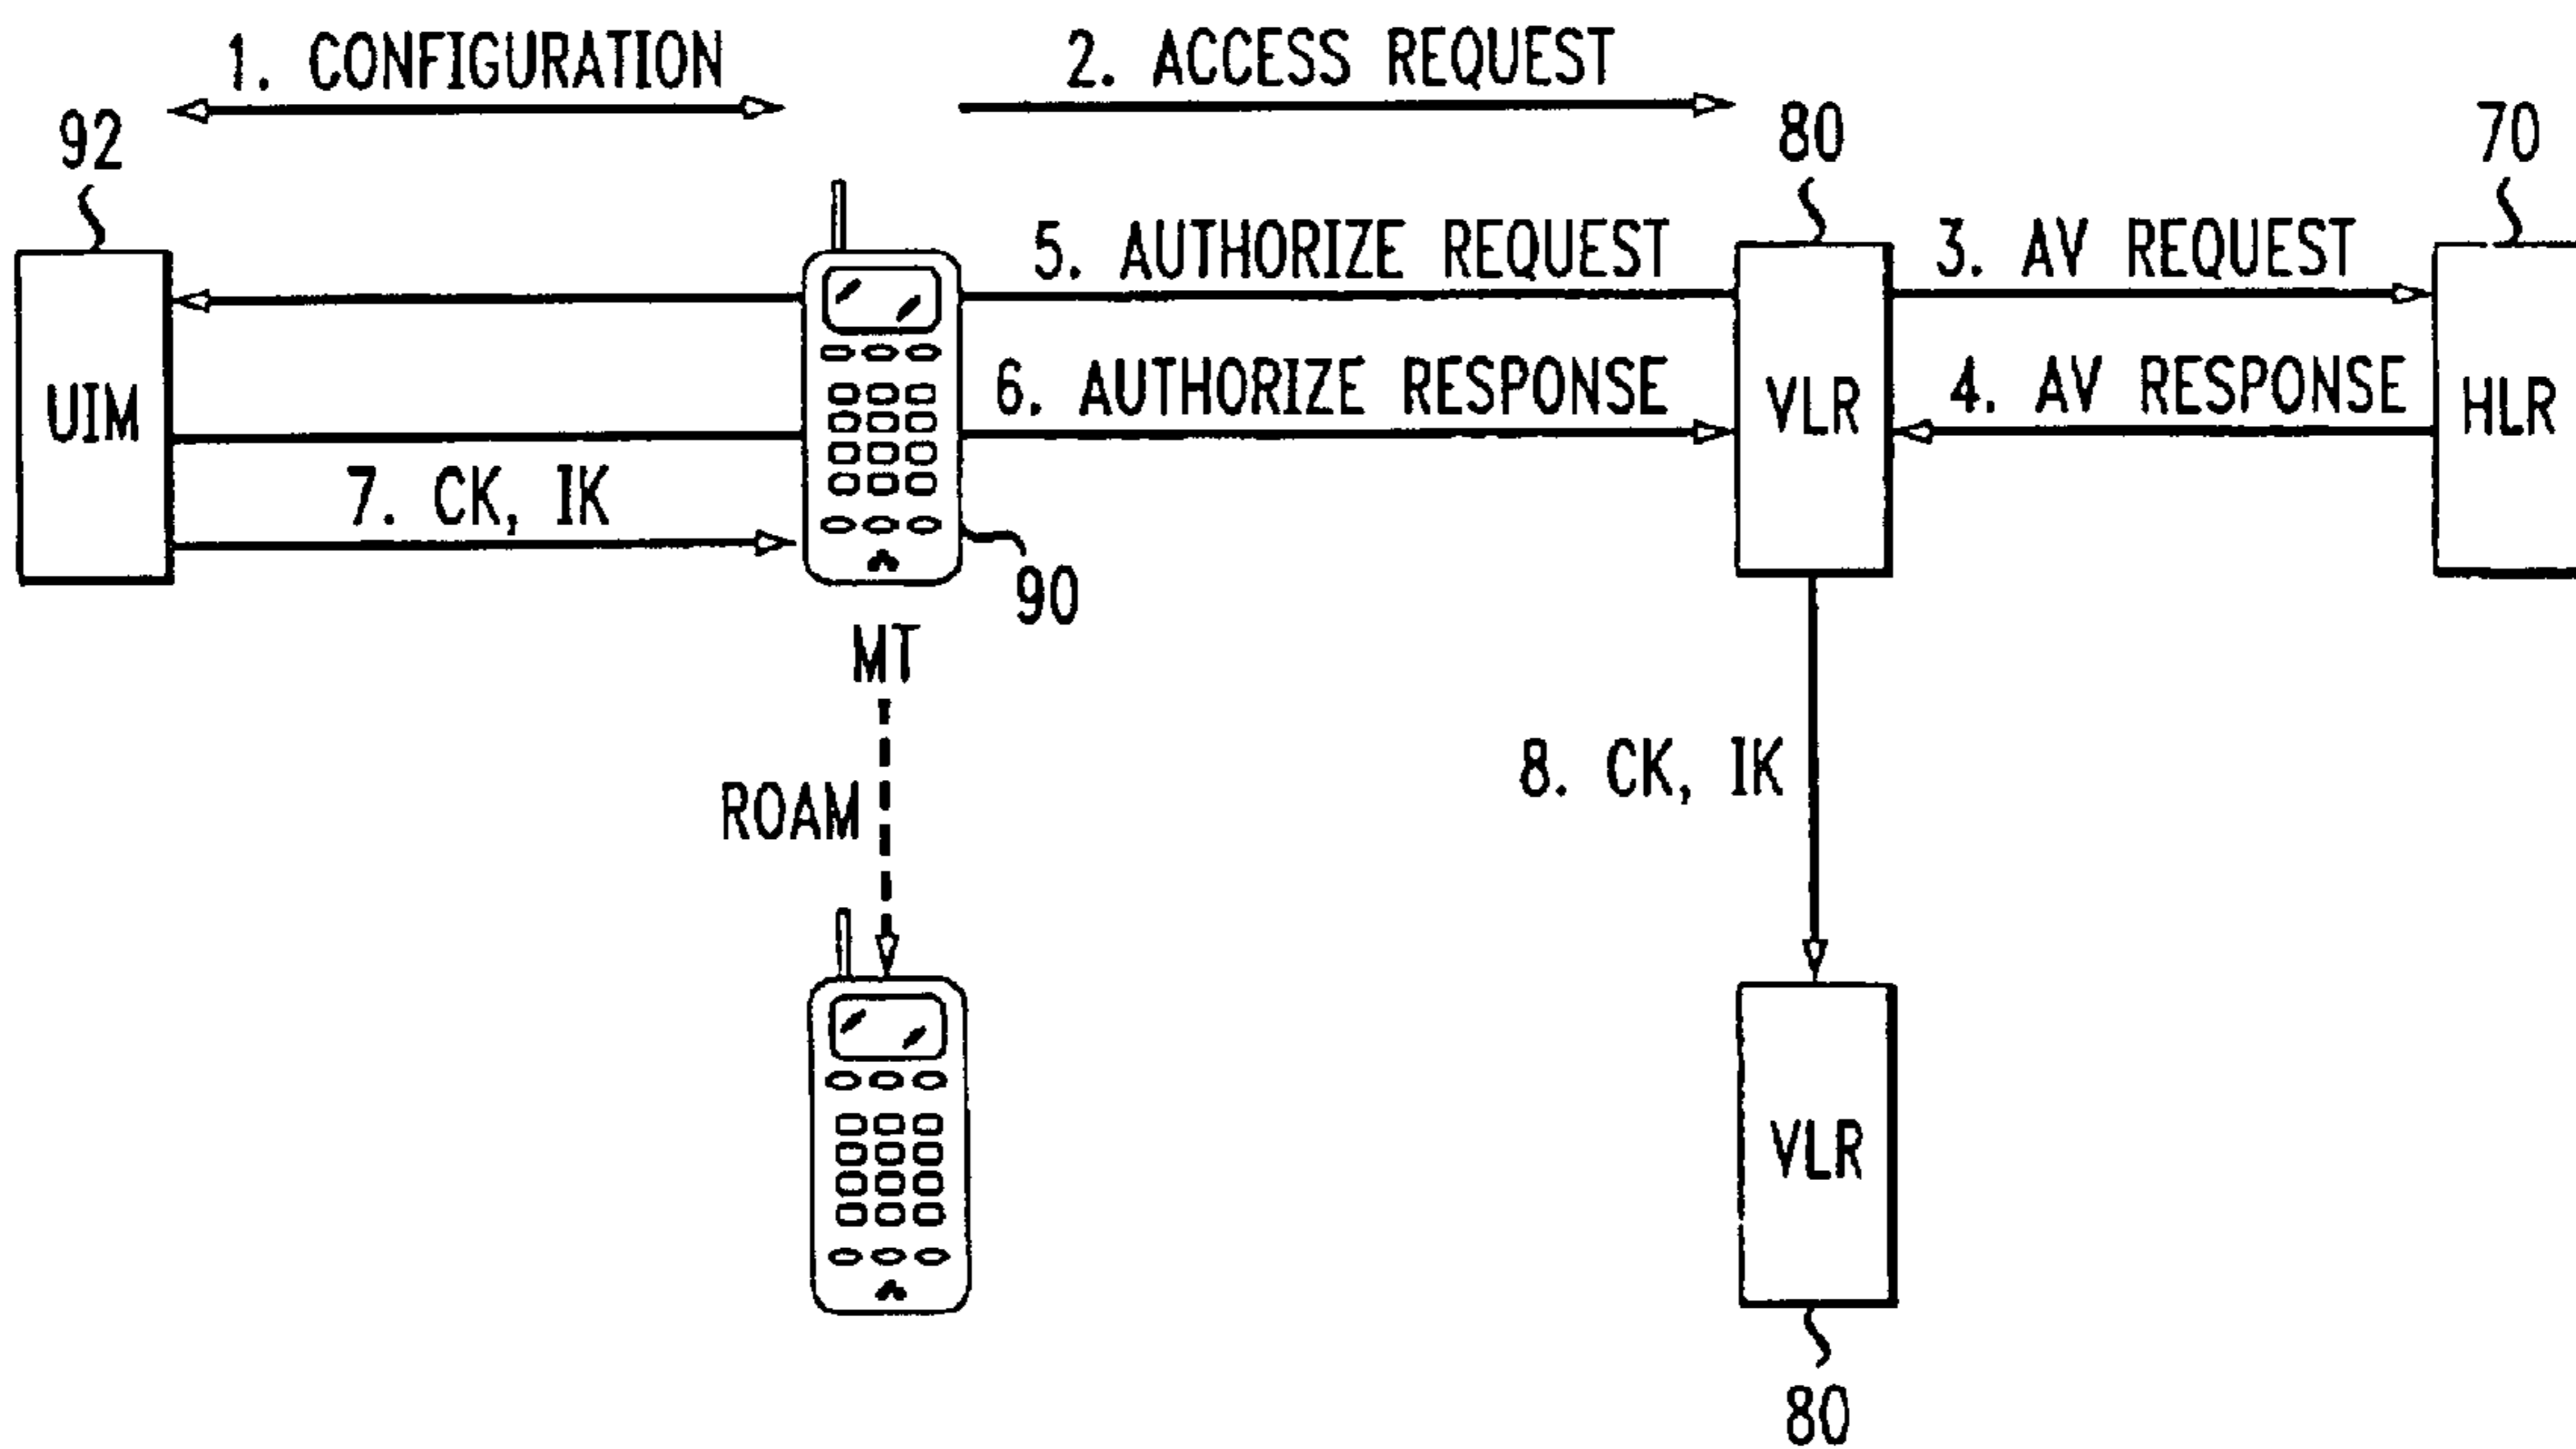 1. CONFIGURATION
2. ACCESS REQUEST
92
80
70
5. AUTHORIZE REQUEST
3. AV REQUEST
UIM
6. AUTHORIZE RESPONSE
VLR
4. AV RESPONSE
HLR
7. CK, IK
90
MT
8. CK, IK
ROAM
VLR
80